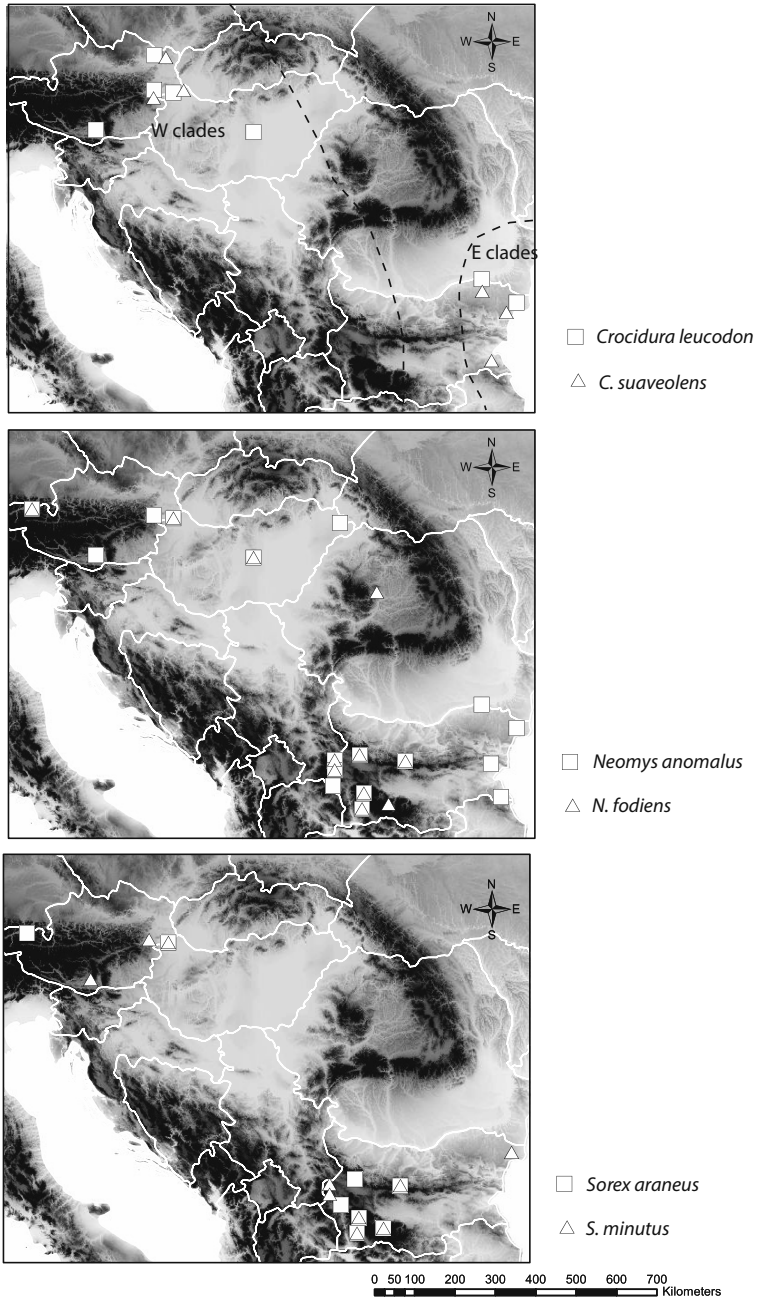 N
W E
S
W clades
E clades
Crocidura leucodon
C. suaveolens
N
W E
S
Neomys anomalus
N. fodiens
N
W E
S
Sorex araneus
S. minutus
0 50 100 200 300 400 500 600 700
Kilometers